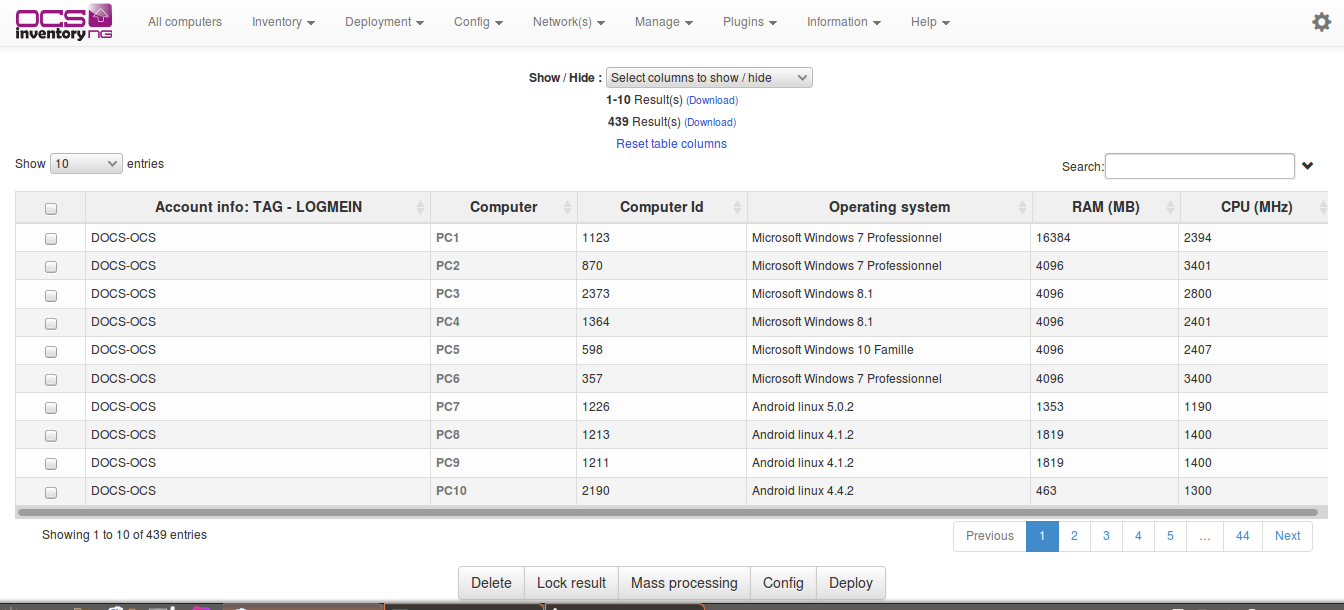 OCS
inventory NG
All computers Inventory Deployment Config Network(s) Manage Plugins Information Help
Show / Hide : Select columns to show / hide
1-10 Result(s) (Download)
439 Result(s) (Download)
Reset table columns
Show 10 entries Search:
Account info: TAG - LOGMEIN Computer Computer Id Operating system RAM (MB) CPU (MHz)
DOCS-OCS PC1 1123 Microsoft Windows 7 Professionnel 16384 2394
DOCS-OCS PC2 870 Microsoft Windows 7 Professionnel 4096 3401
DOCS-OCS PC3 2373 Microsoft Windows 8.1 4096 2800
DOCS-OCS PC4 1364 Microsoft Windows 8.1 4096 2401
DOCS-OCS PC5 598 Microsoft Windows 10 Famille 4096 2407
DOCS-OCS PC6 357 Microsoft Windows 7 Professionnel 4096 3400
DOCS-OCS PC7 1226 Android linux 5.0.2 1353 1190
DOCS-OCS PC8 1213 Android linux 4.1.2 1819 1400
DOCS-OCS PC9 1211 Android linux 4.1.2 1819 1400
DOCS-OCS PC10 2190 Android linux 4.4.2 463 1300
Showing 1 to 10 of 439 entries Previous 1 2 3 4 5 ... 44 Next
Delete Lock result Mass processing Config Deploy